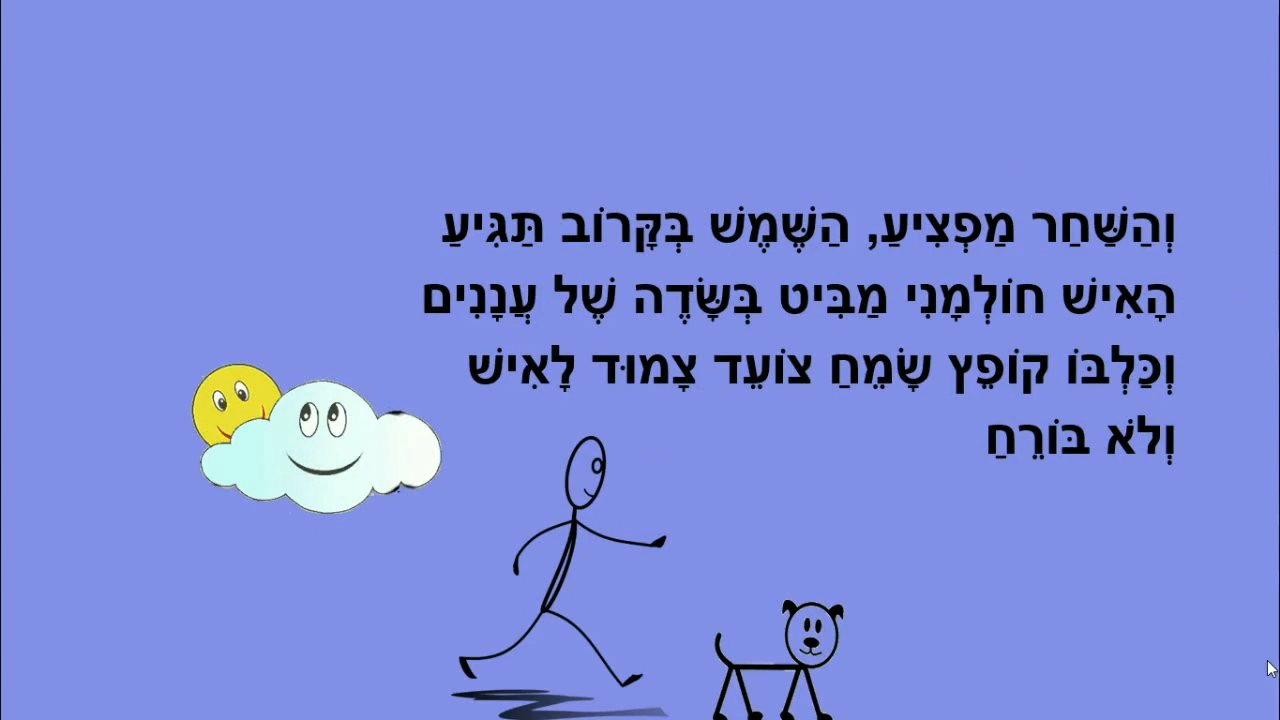 וְהַשַּׁחַר מַפְצִיעַ, הַשֶּׁמֶשׁ בְּקָּרוֹב תַּגִּיעַ
הָאִישׁ חוֹלְמָנִי מַבִּיט בְּשָּׂדֶה שֶׁל עֲנָנִים
וְכַּלְבּוֹ קוֹפֵץ שָׂמֵחַ צוֹעֵד צָמוּד לָאִישׁ
וְלֹא בּוֹרֵחַ